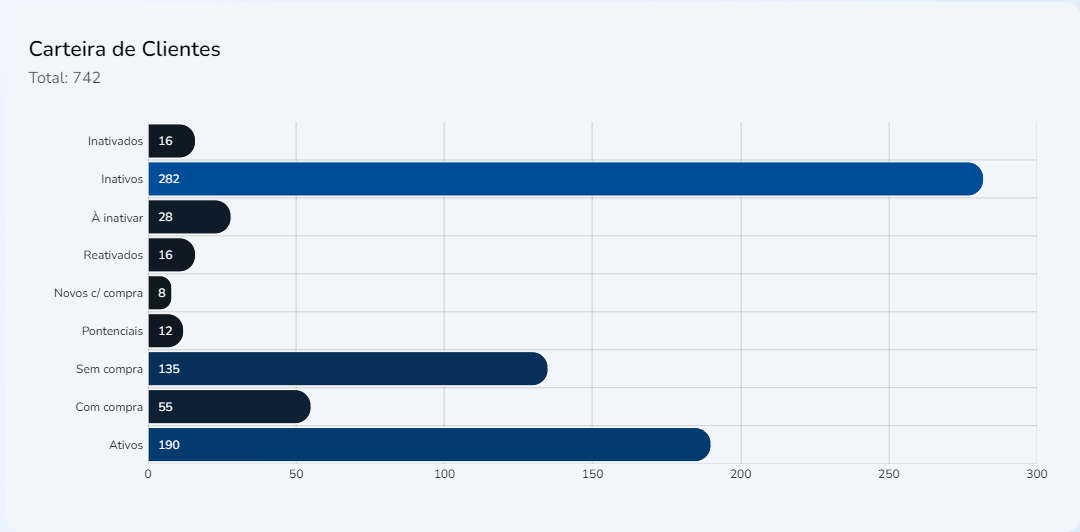 Carteira de Clientes
Total: 742
Inativados 16
Inativos 282
À inativar 28
Reativados 16
Novos c/ compra 8
Pontenciais 12
Sem compra 135
Com compra 55
Ativos 190
0 50 100 150 200 250 300